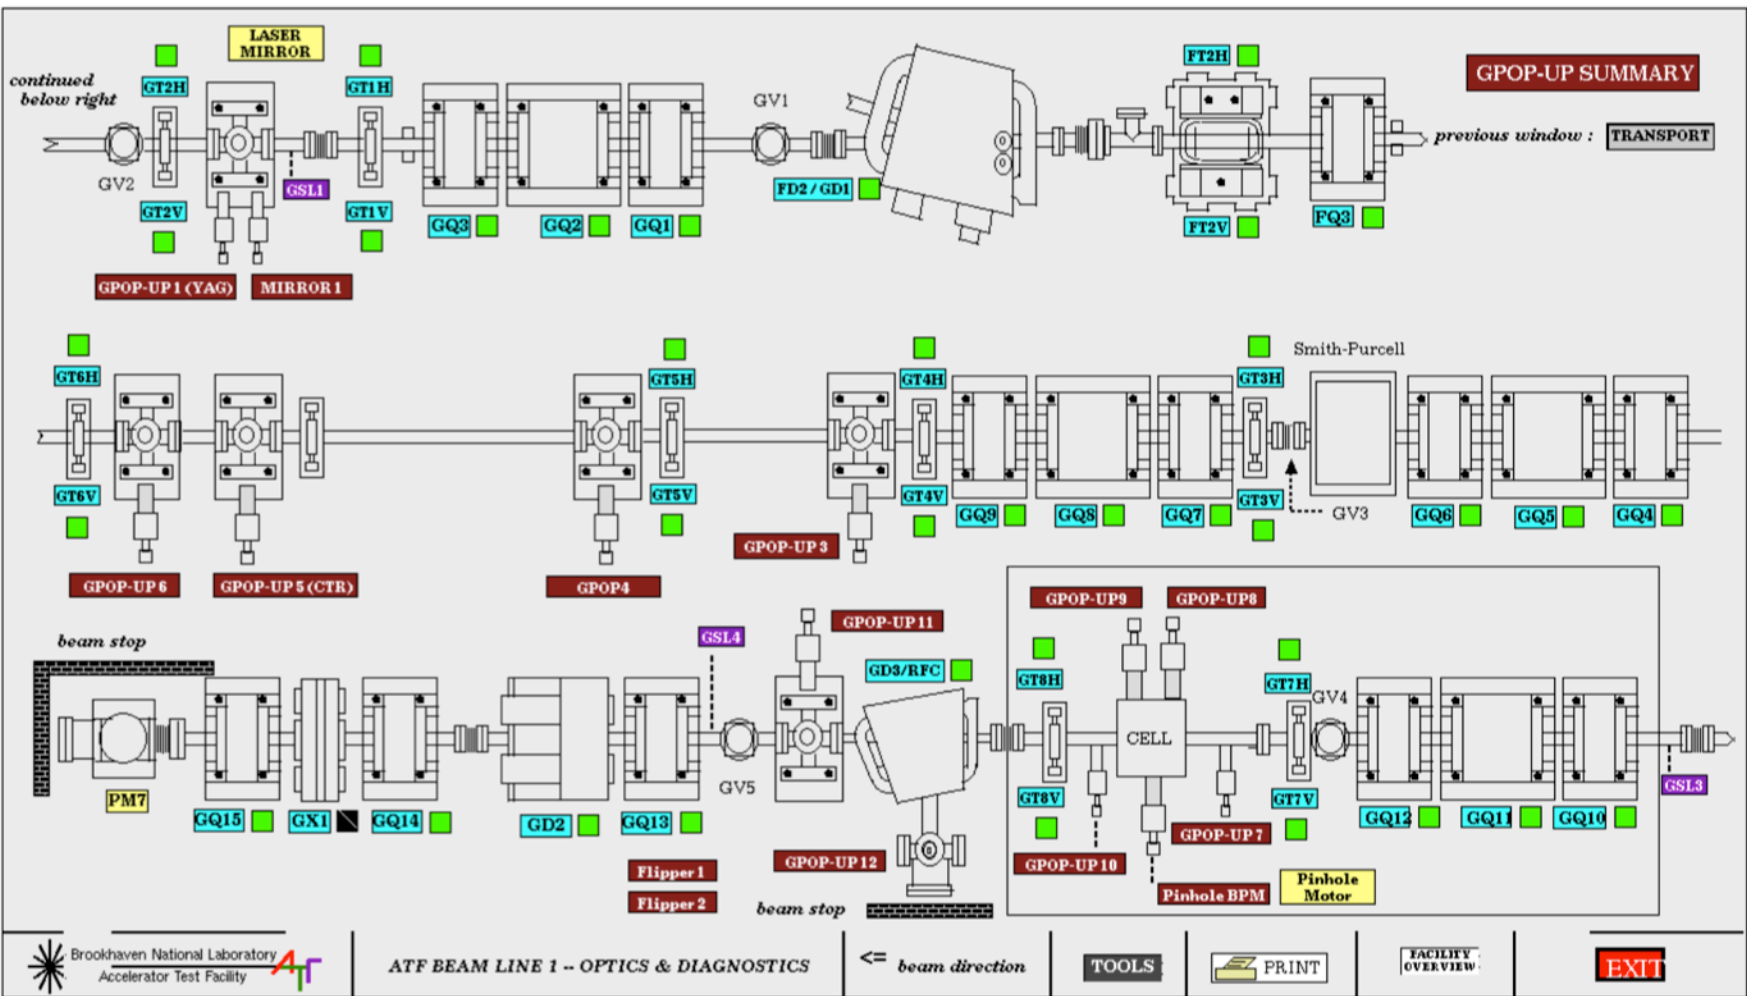 LASER
MIRROR
continued
below right
GT2H
GT1H
GV1
FT2H
GPOP-UP SUMMARY
previous window :
TRANSPORT
GV2
GSL1
GT2V
GT1V
GQ3
GQ2
GQ1
FD2 / GD1
FT2V
FQ3
GPOP-UP 1 (YAG)
MIRROR 1
GT6H
GT5H
GT4H
GT3H
Smith-Purcell
GT6V
GT5V
GT4V
GQ9
GQ8
GQ7
GT3V
GV3
GQ6
GQ5
GQ4
GPOP-UP 3
GPOP-UP 6
GPOP-UP 5 (CTR)
GPOP4
GPOP-UP9
GPOP-UP8
beam stop
GSL4
GPOP-UP 11
GD3/RFC
GT8H
GT7H
GV4
CELL
PM7
GV5
GT8V
GT7V
GSL3
GQ15
GX1
GQ14
GD2
GQ13
GQ12
GQ11
GQ10
GPOP-UP 7
GPOP-UP 12
GPOP-UP 10
Flipper 1
Flipper 2
Pinhole BPM
Pinhole
Motor
beam stop
Brookhaven National Laboratory
Accelerator Test Facility
ATF
ATF BEAM LINE 1 -- OPTICS & DIAGNOSTICS
<= beam direction
TOOLS
PRINT
FACILITY
OVERVIEW
EXIT